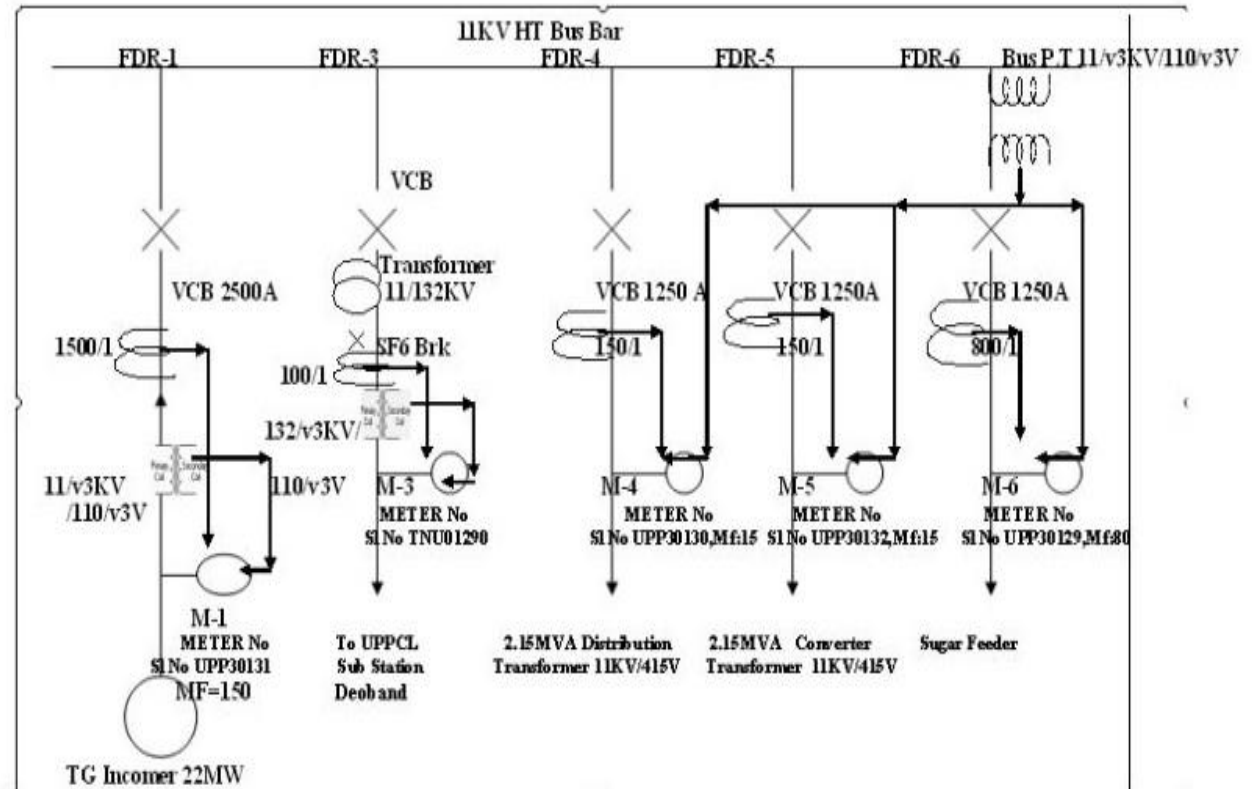 11KV HT Bus Bar
FDR-1
FDR-3
FDR-4
FDR-5
FDR-6
Bus P.T 11/v3KV/110/v3V
VCB
Transformer
11/132KV
VCB 2500A
VCB 1250 A
VCB 1250A
VCB 1250A
1500/1
SF6 Brk
100/1
150/1
150/1
800/1
132/v3KV/
11/v3KV
/110/v3V
110/v3V
M-3
METER No
Sl No TNU01290
M-4
METER No
Sl No UPP30130,Mf:15
M-5
METER No
Sl No UPP30132,Mf:15
M-6
METER No
Sl No UPP30129,Mf:80
M-1
METER No
Sl No UPP30131
MF=150
To UPPCL
Sub Station
Deoband
2.15MVA Distribution
Transformer 11KV/415V
2.15MVA Converter
Transformer 11KV/415V
Sugar Feeder
TG Incomer 22MW